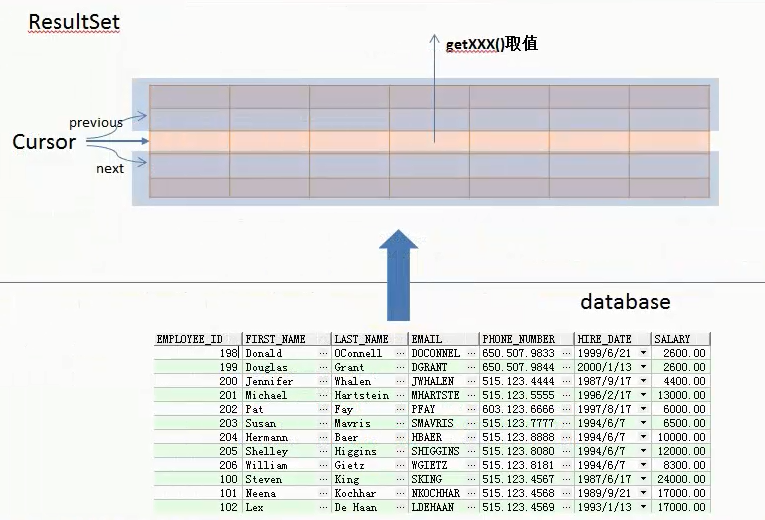 ResultSet
getXXX()取值
previous
Cursor
next
database
EMPLOYEE_ID FIRST_NAME LAST_NAME EMAIL PHONE_NUMBER HIRE_DATE SALARY
198 Donald ··· OConnell ··· DOCONNEL ··· 650.507.9833 ··· 1999/6/21 2600.00
199 Douglas ··· Grant ··· DGRANT ··· 650.507.9844 ··· 2000/1/13 2600.00
200 Jennifer ··· Whalen ··· JWHALEN ··· 515.123.4444 ··· 1987/9/17 4400.00
201 Michael ··· Hartstein ··· MHARTSTE ··· 515.123.5555 ··· 1996/2/17 13000.00
202 Pat ··· Fay ··· PFAY ··· 603.123.6666 ··· 1997/8/17 6000.00
203 Susan ··· Mavris ··· SMAVRIS ··· 515.123.7777 ··· 1994/6/7 6500.00
204 Hermann ··· Baer ··· HBAER ··· 515.123.8888 ··· 1994/6/7 10000.00
205 Shelley ··· Higgins ··· SHIGGINS ··· 515.123.8080 ··· 1994/6/7 12000.00
206 William ··· Gietz ··· WGIETZ ··· 515.123.8181 ··· 1994/6/7 8300.00
100 Steven ··· King ··· SKING ··· 515.123.4567 ··· 1987/6/17 24000.00
101 Neena ··· Kochhar ··· NKOCHHAR ··· 515.123.4568 ··· 1989/9/21 17000.00
102 Lex ··· De Haan ··· LDEHAAN ··· 515.123.4569 ··· 1993/1/13 17000.00